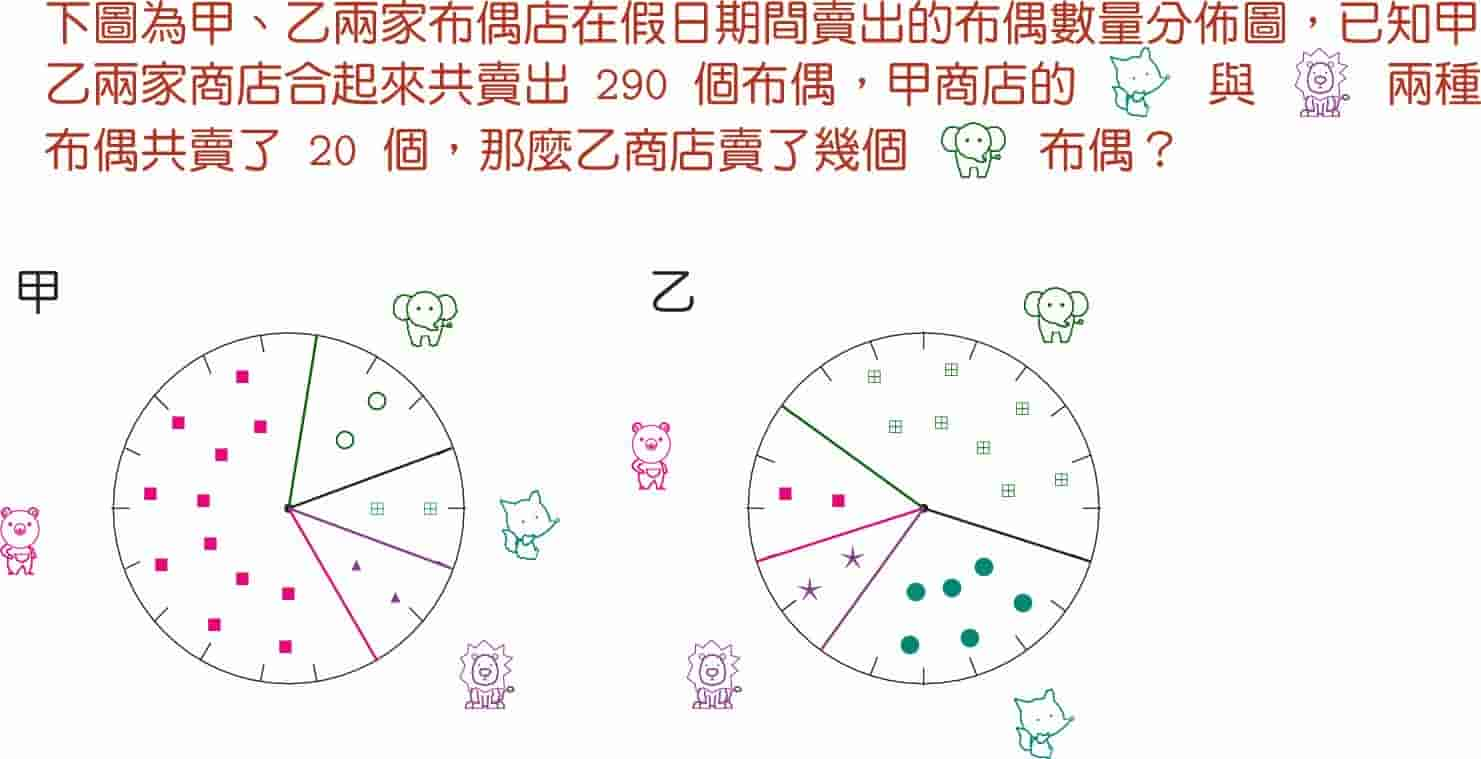 下圖為甲、乙兩家布偶店在假日期間賣出的布偶數量分佈圖，已知甲
乙兩家商店合起來共賣出 290 個布偶，甲商店的 與 兩種
布偶共賣了 20 個，那麼乙商店賣了幾個 布偶？
甲 乙